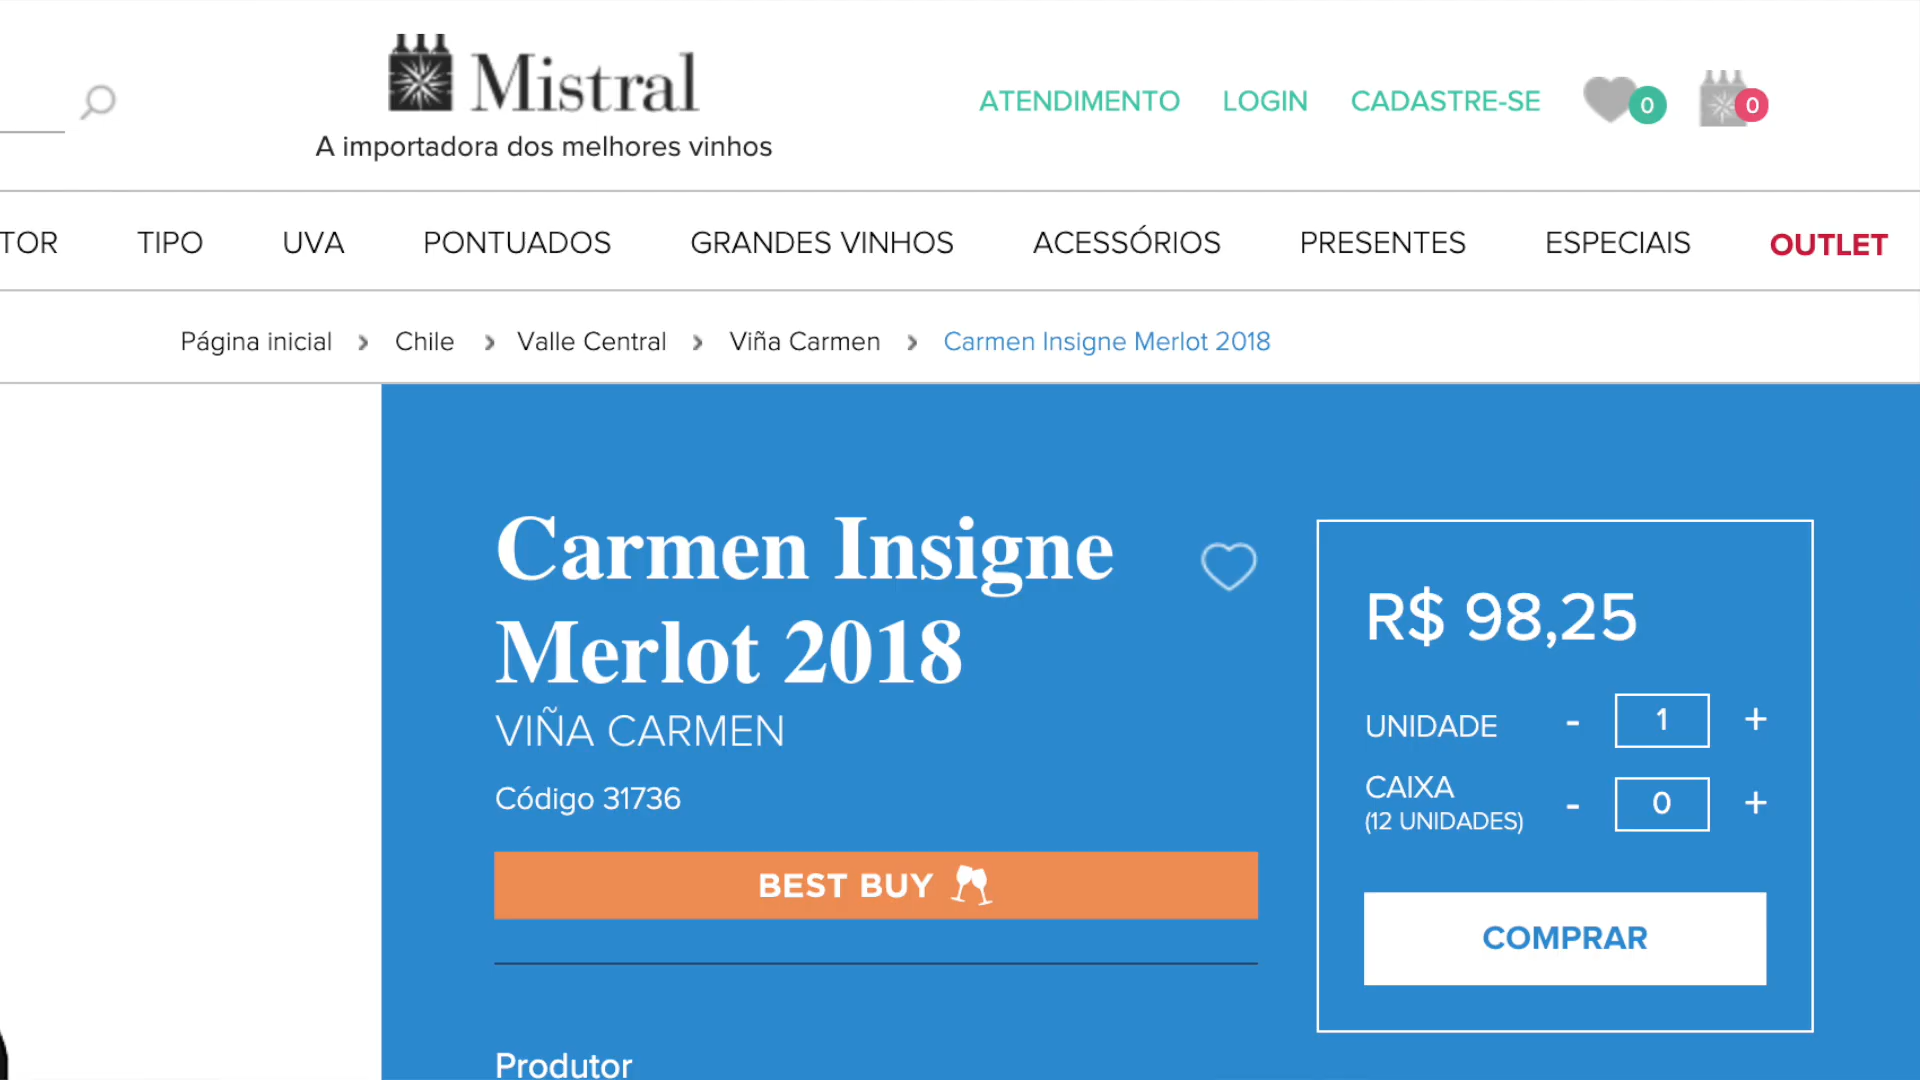 Mistral
A importadora dos melhores vinhos
ATENDIMENTO LOGIN CADASTRE-SE 0 0
TOR TIPO UVA PONTUADOS GRANDES VINHOS ACESSÓRIOS PRESENTES ESPECIAIS OUTLET
Página inicial > Chile > Valle Central > Viña Carmen > Carmen Insigne Merlot 2018
Carmen Insigne
Merlot 2018
VIÑA CARMEN
Código 31736
BEST BUY
Produtor
R$ 98,25
UNIDADE - 1 +
CAIXA
(12 UNIDADES) - 0 +
COMPRAR